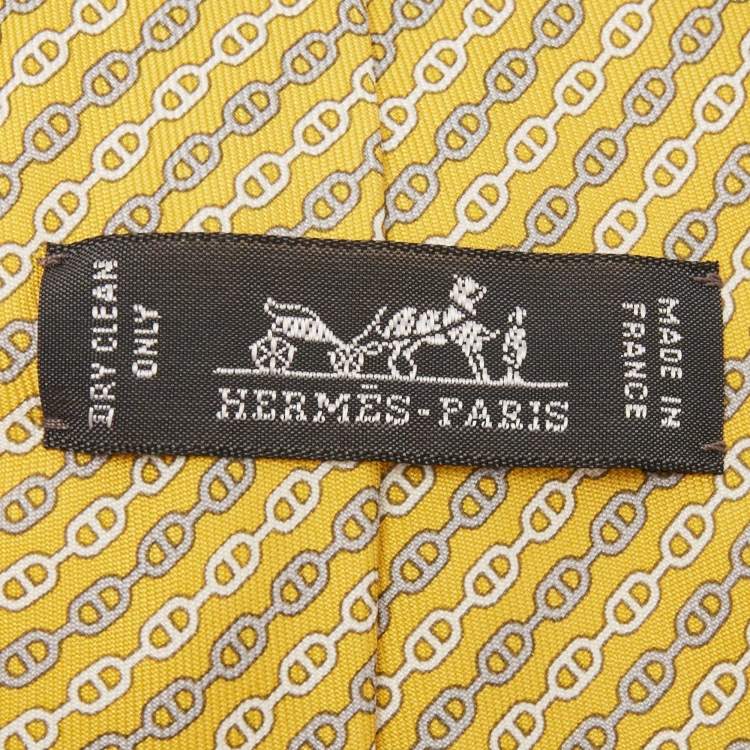 DRY CLEAN
ONLY
HERMÈS-PARIS
MADE IN
FRANCE